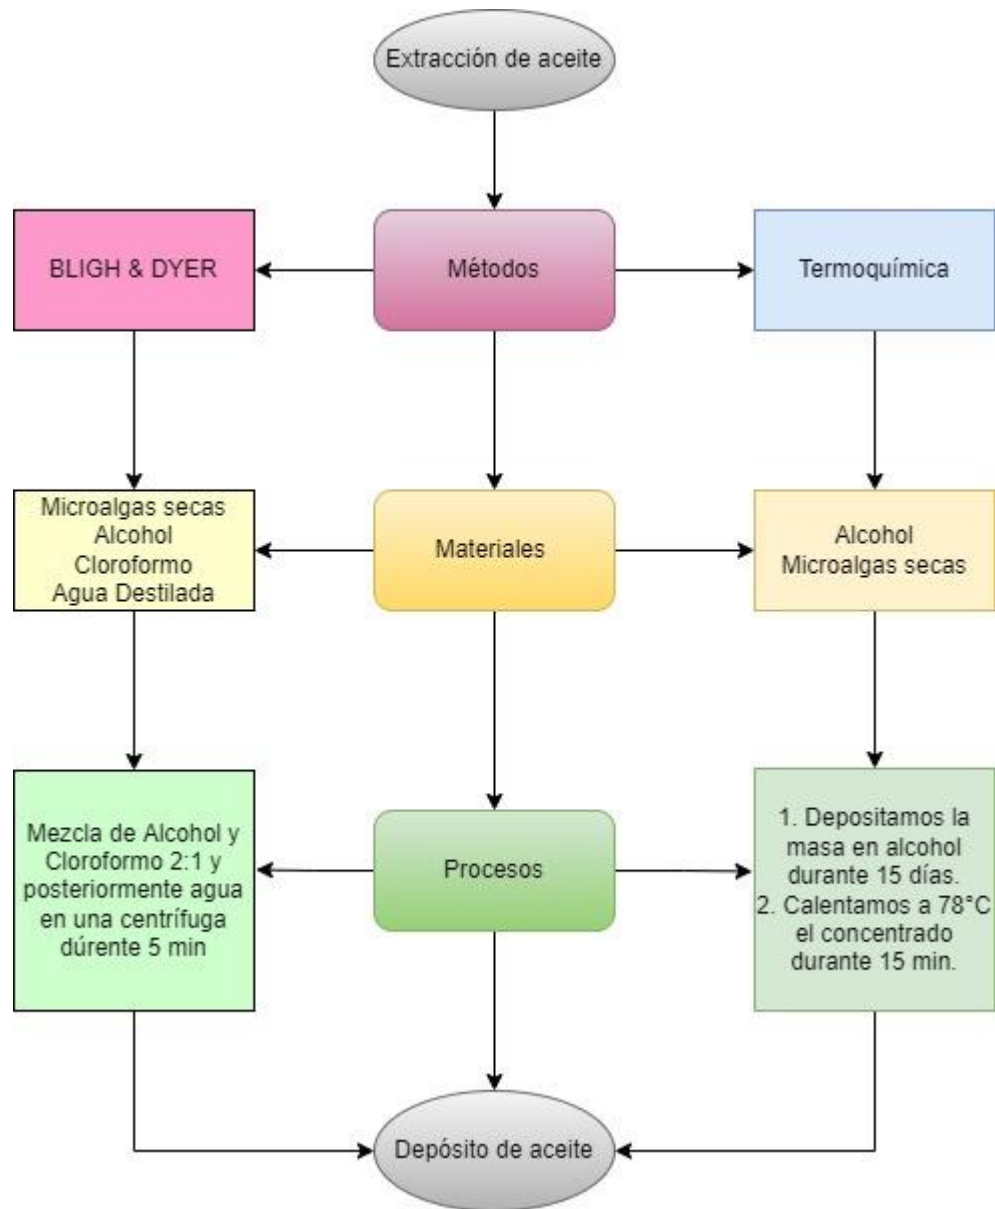 Extracción de aceite
BLIGH & DYER
Métodos
Termoquímica
Microalgas secas
Alcohol
Cloroformo
Agua Destilada
Materiales
Alcohol
Microalgas secas
Mezcla de Alcohol y
Cloroformo 2:1 y
posteriormente agua
en una centrífuga
dúrente 5 min
Procesos
1. Depositamos la
masa en alcohol
durante 15 días.
2. Calentamos a 78°C
el concentrado
durante 15 min.
Depósito de aceite